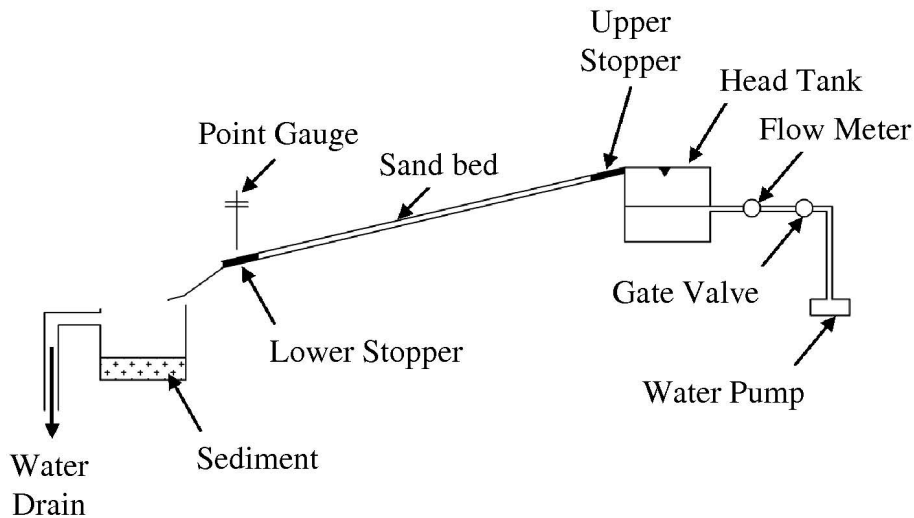 Upper
Stopper
Head Tank
Flow Meter
Point Gauge
Sand bed
Gate Valve
Lower Stopper
Water Pump
Sediment
Water
Drain